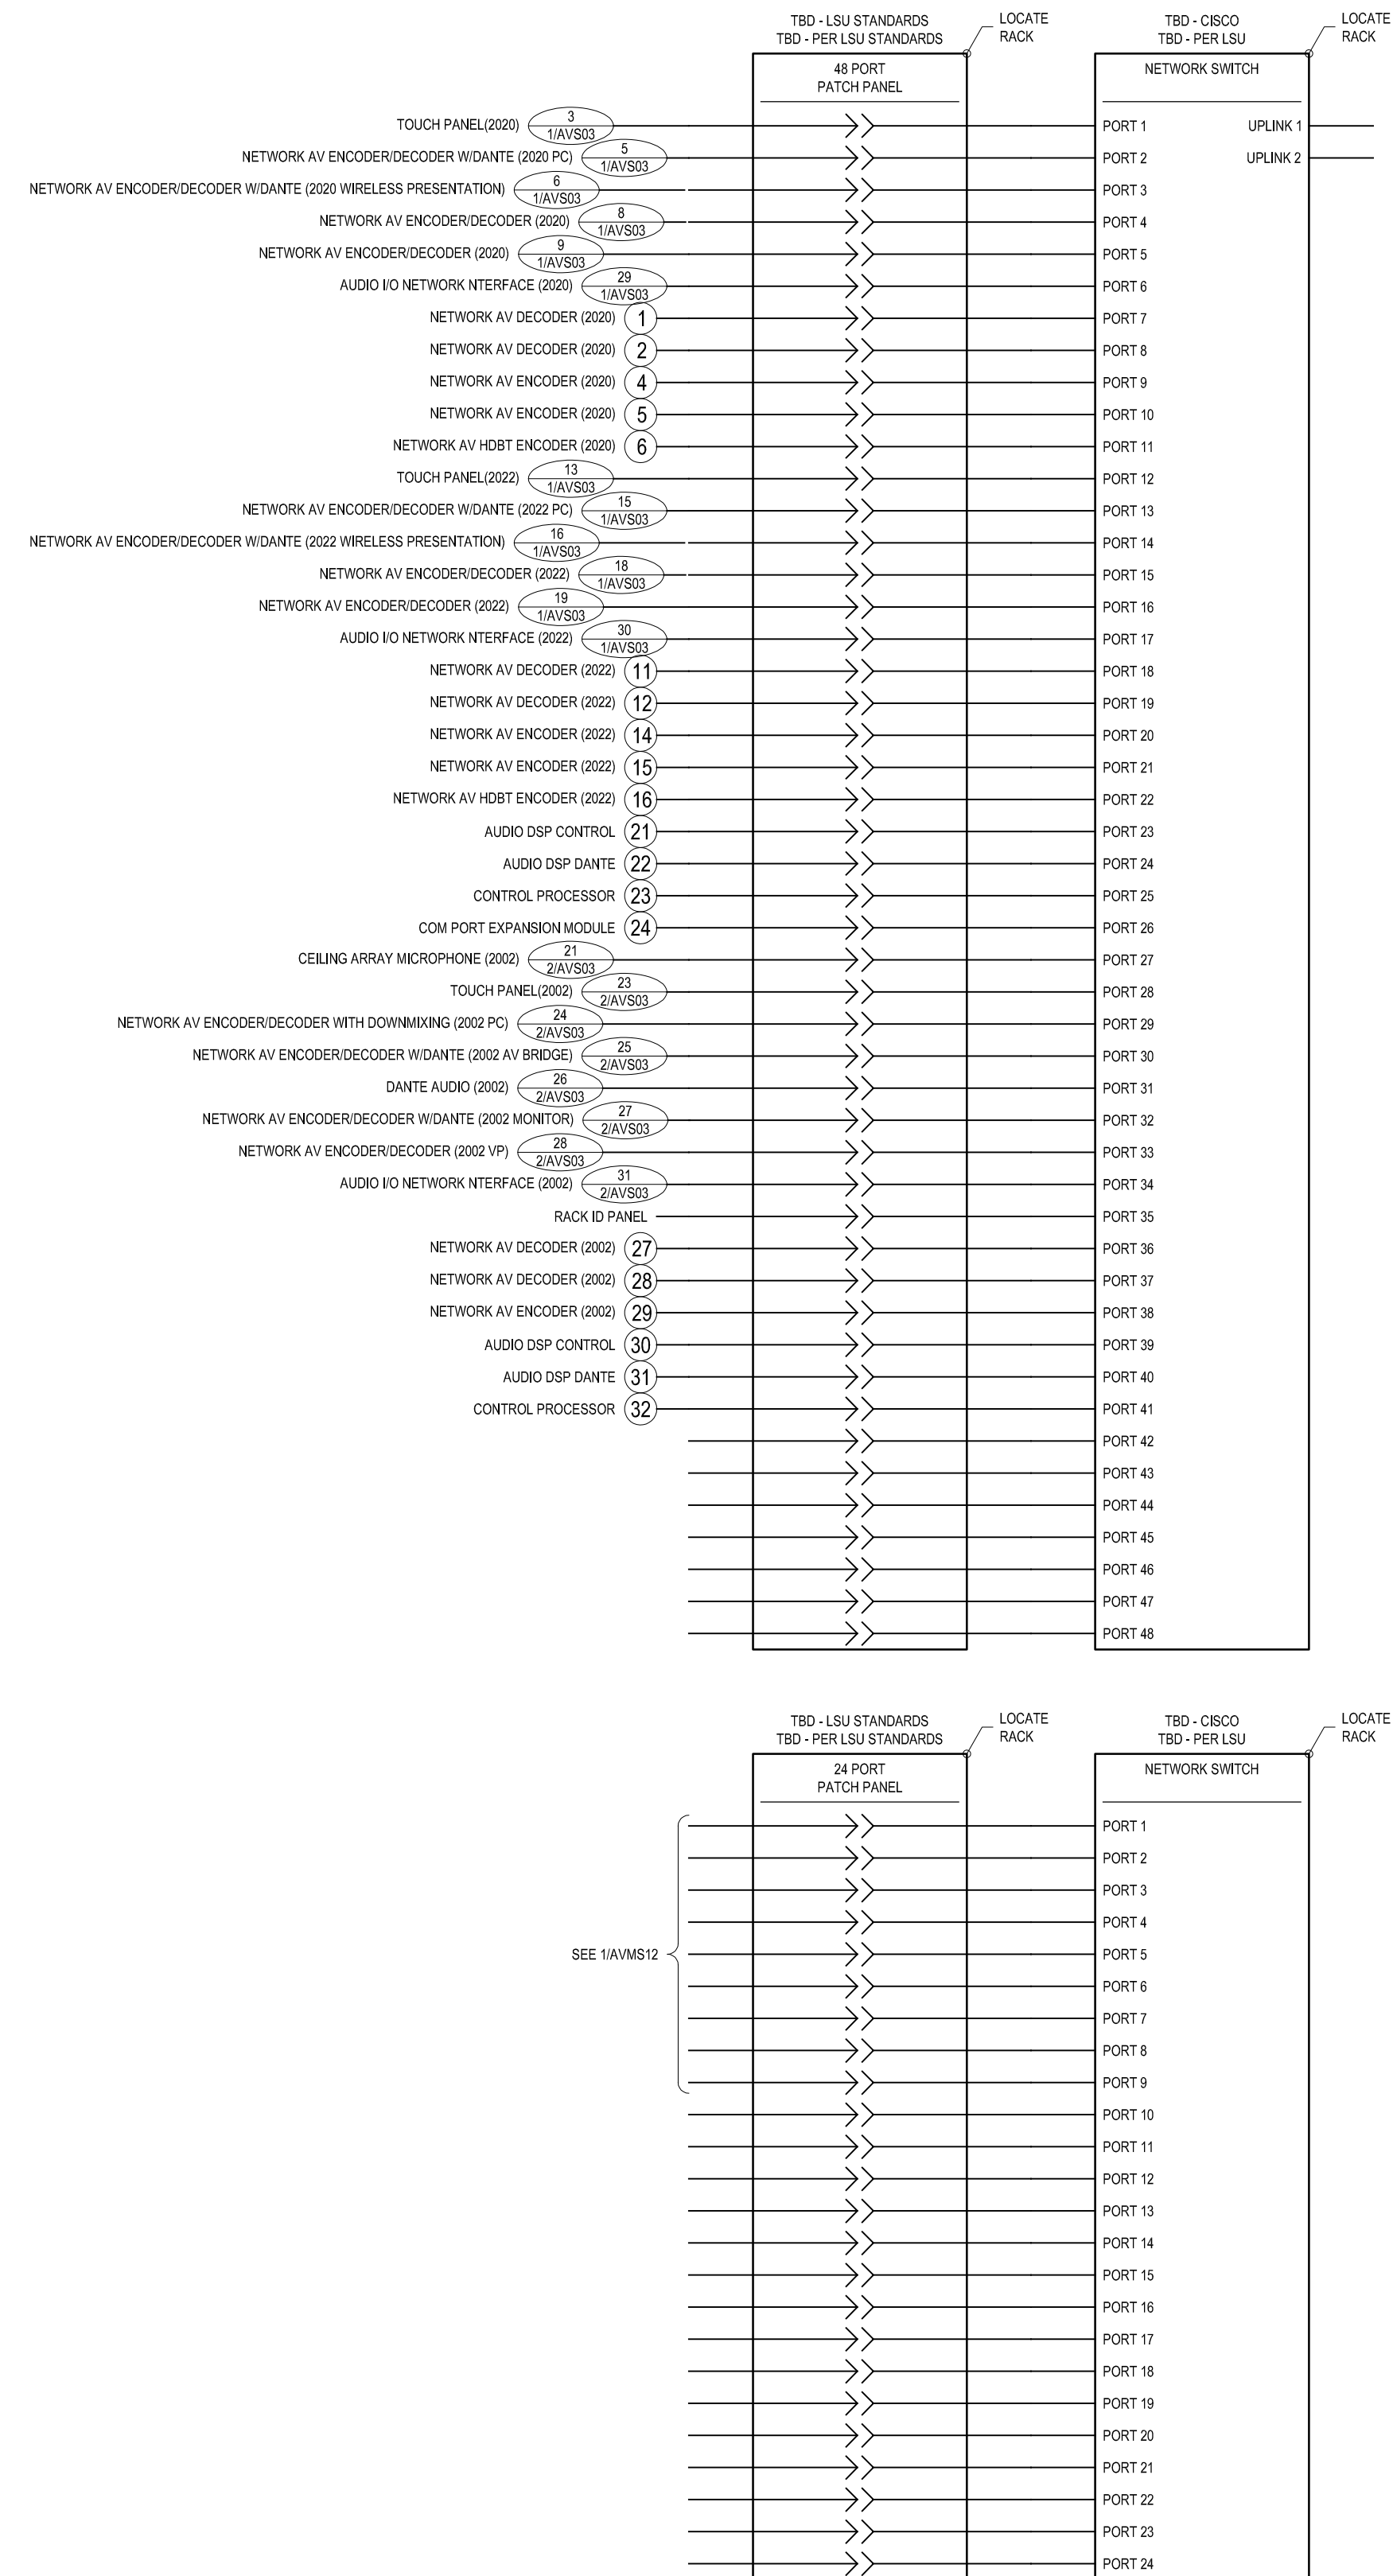 TBD - LSU STANDARDS
TBD - PER LSU STANDARDS
LOCATE
RACK
TBD - CISCO
TBD - PER LSU
LOCATE
RACK
48 PORT
PATCH PANEL
NETWORK SWITCH
TOUCH PANEL(2020) 3 1/AVS03 PORT 1 UPLINK 1
NETWORK AV ENCODER/DECODER W/DANTE (2020 PC) 5 1/AVS03 PORT 2 UPLINK 2
NETWORK AV ENCODER/DECODER W/DANTE (2020 WIRELESS PRESENTATION) 6 1/AVS03 PORT 3
NETWORK AV ENCODER/DECODER (2020) 8 1/AVS03 PORT 4
NETWORK AV ENCODER/DECODER (2020) 9 1/AVS03 PORT 5
AUDIO I/O NETWORK NTERFACE (2020) 29 1/AVS03 PORT 6
NETWORK AV DECODER (2020) 1 PORT 7
NETWORK AV DECODER (2020) 2 PORT 8
NETWORK AV ENCODER (2020) 4 PORT 9
NETWORK AV ENCODER (2020) 5 PORT 10
NETWORK AV HDBT ENCODER (2020) 6 PORT 11
TOUCH PANEL(2022) 13 1/AVS03 PORT 12
NETWORK AV ENCODER/DECODER W/DANTE (2022 PC) 15 1/AVS03 PORT 13
NETWORK AV ENCODER/DECODER W/DANTE (2022 WIRELESS PRESENTATION) 16 1/AVS03 PORT 14
NETWORK AV ENCODER/DECODER (2022) 18 1/AVS03 PORT 15
NETWORK AV ENCODER/DECODER (2022) 19 1/AVS03 PORT 16
AUDIO I/O NETWORK NTERFACE (2022) 30 1/AVS03 PORT 17
NETWORK AV DECODER (2022) 11 PORT 18
NETWORK AV DECODER (2022) 12 PORT 19
NETWORK AV ENCODER (2022) 14 PORT 20
NETWORK AV ENCODER (2022) 15 PORT 21
NETWORK AV HDBT ENCODER (2022) 16 PORT 22
AUDIO DSP CONTROL 21 PORT 23
AUDIO DSP DANTE 22 PORT 24
CONTROL PROCESSOR 23 PORT 25
COM PORT EXPANSION MODULE 24 PORT 26
CEILING ARRAY MICROPHONE (2002) 21 2/AVS03 PORT 27
TOUCH PANEL(2002) 23 2/AVS03 PORT 28
NETWORK AV ENCODER/DECODER WITH DOWNMIXING (2002 PC) 24 2/AVS03 PORT 29
NETWORK AV ENCODER/DECODER W/DANTE (2002 AV BRIDGE) 25 2/AVS03 PORT 30
DANTE AUDIO (2002) 26 2/AVS03 PORT 31
NETWORK AV ENCODER/DECODER W/DANTE (2002 MONITOR) 27 2/AVS03 PORT 32
NETWORK AV ENCODER/DECODER (2002 VP) 28 2/AVS03 PORT 33
AUDIO I/O NETWORK NTERFACE (2002) 31 2/AVS03 PORT 34
RACK ID PANEL PORT 35
NETWORK AV DECODER (2002) 27 PORT 36
NETWORK AV DECODER (2002) 28 PORT 37
NETWORK AV ENCODER (2002) 29 PORT 38
AUDIO DSP CONTROL 30 PORT 39
AUDIO DSP DANTE 31 PORT 40
CONTROL PROCESSOR 32 PORT 41
PORT 42
PORT 43
PORT 44
PORT 45
PORT 46
PORT 47
PORT 48
TBD - LSU STANDARDS
TBD - PER LSU STANDARDS
LOCATE
RACK
TBD - CISCO
TBD - PER LSU
LOCATE
RACK
24 PORT
PATCH PANEL
NETWORK SWITCH
PORT 1
PORT 2
PORT 3
PORT 4
SEE 1/AVMS12 PORT 5
PORT 6
PORT 7
PORT 8
PORT 9
PORT 10
PORT 11
PORT 12
PORT 13
PORT 14
PORT 15
PORT 16
PORT 17
PORT 18
PORT 19
PORT 20
PORT 21
PORT 22
PORT 23
PORT 24